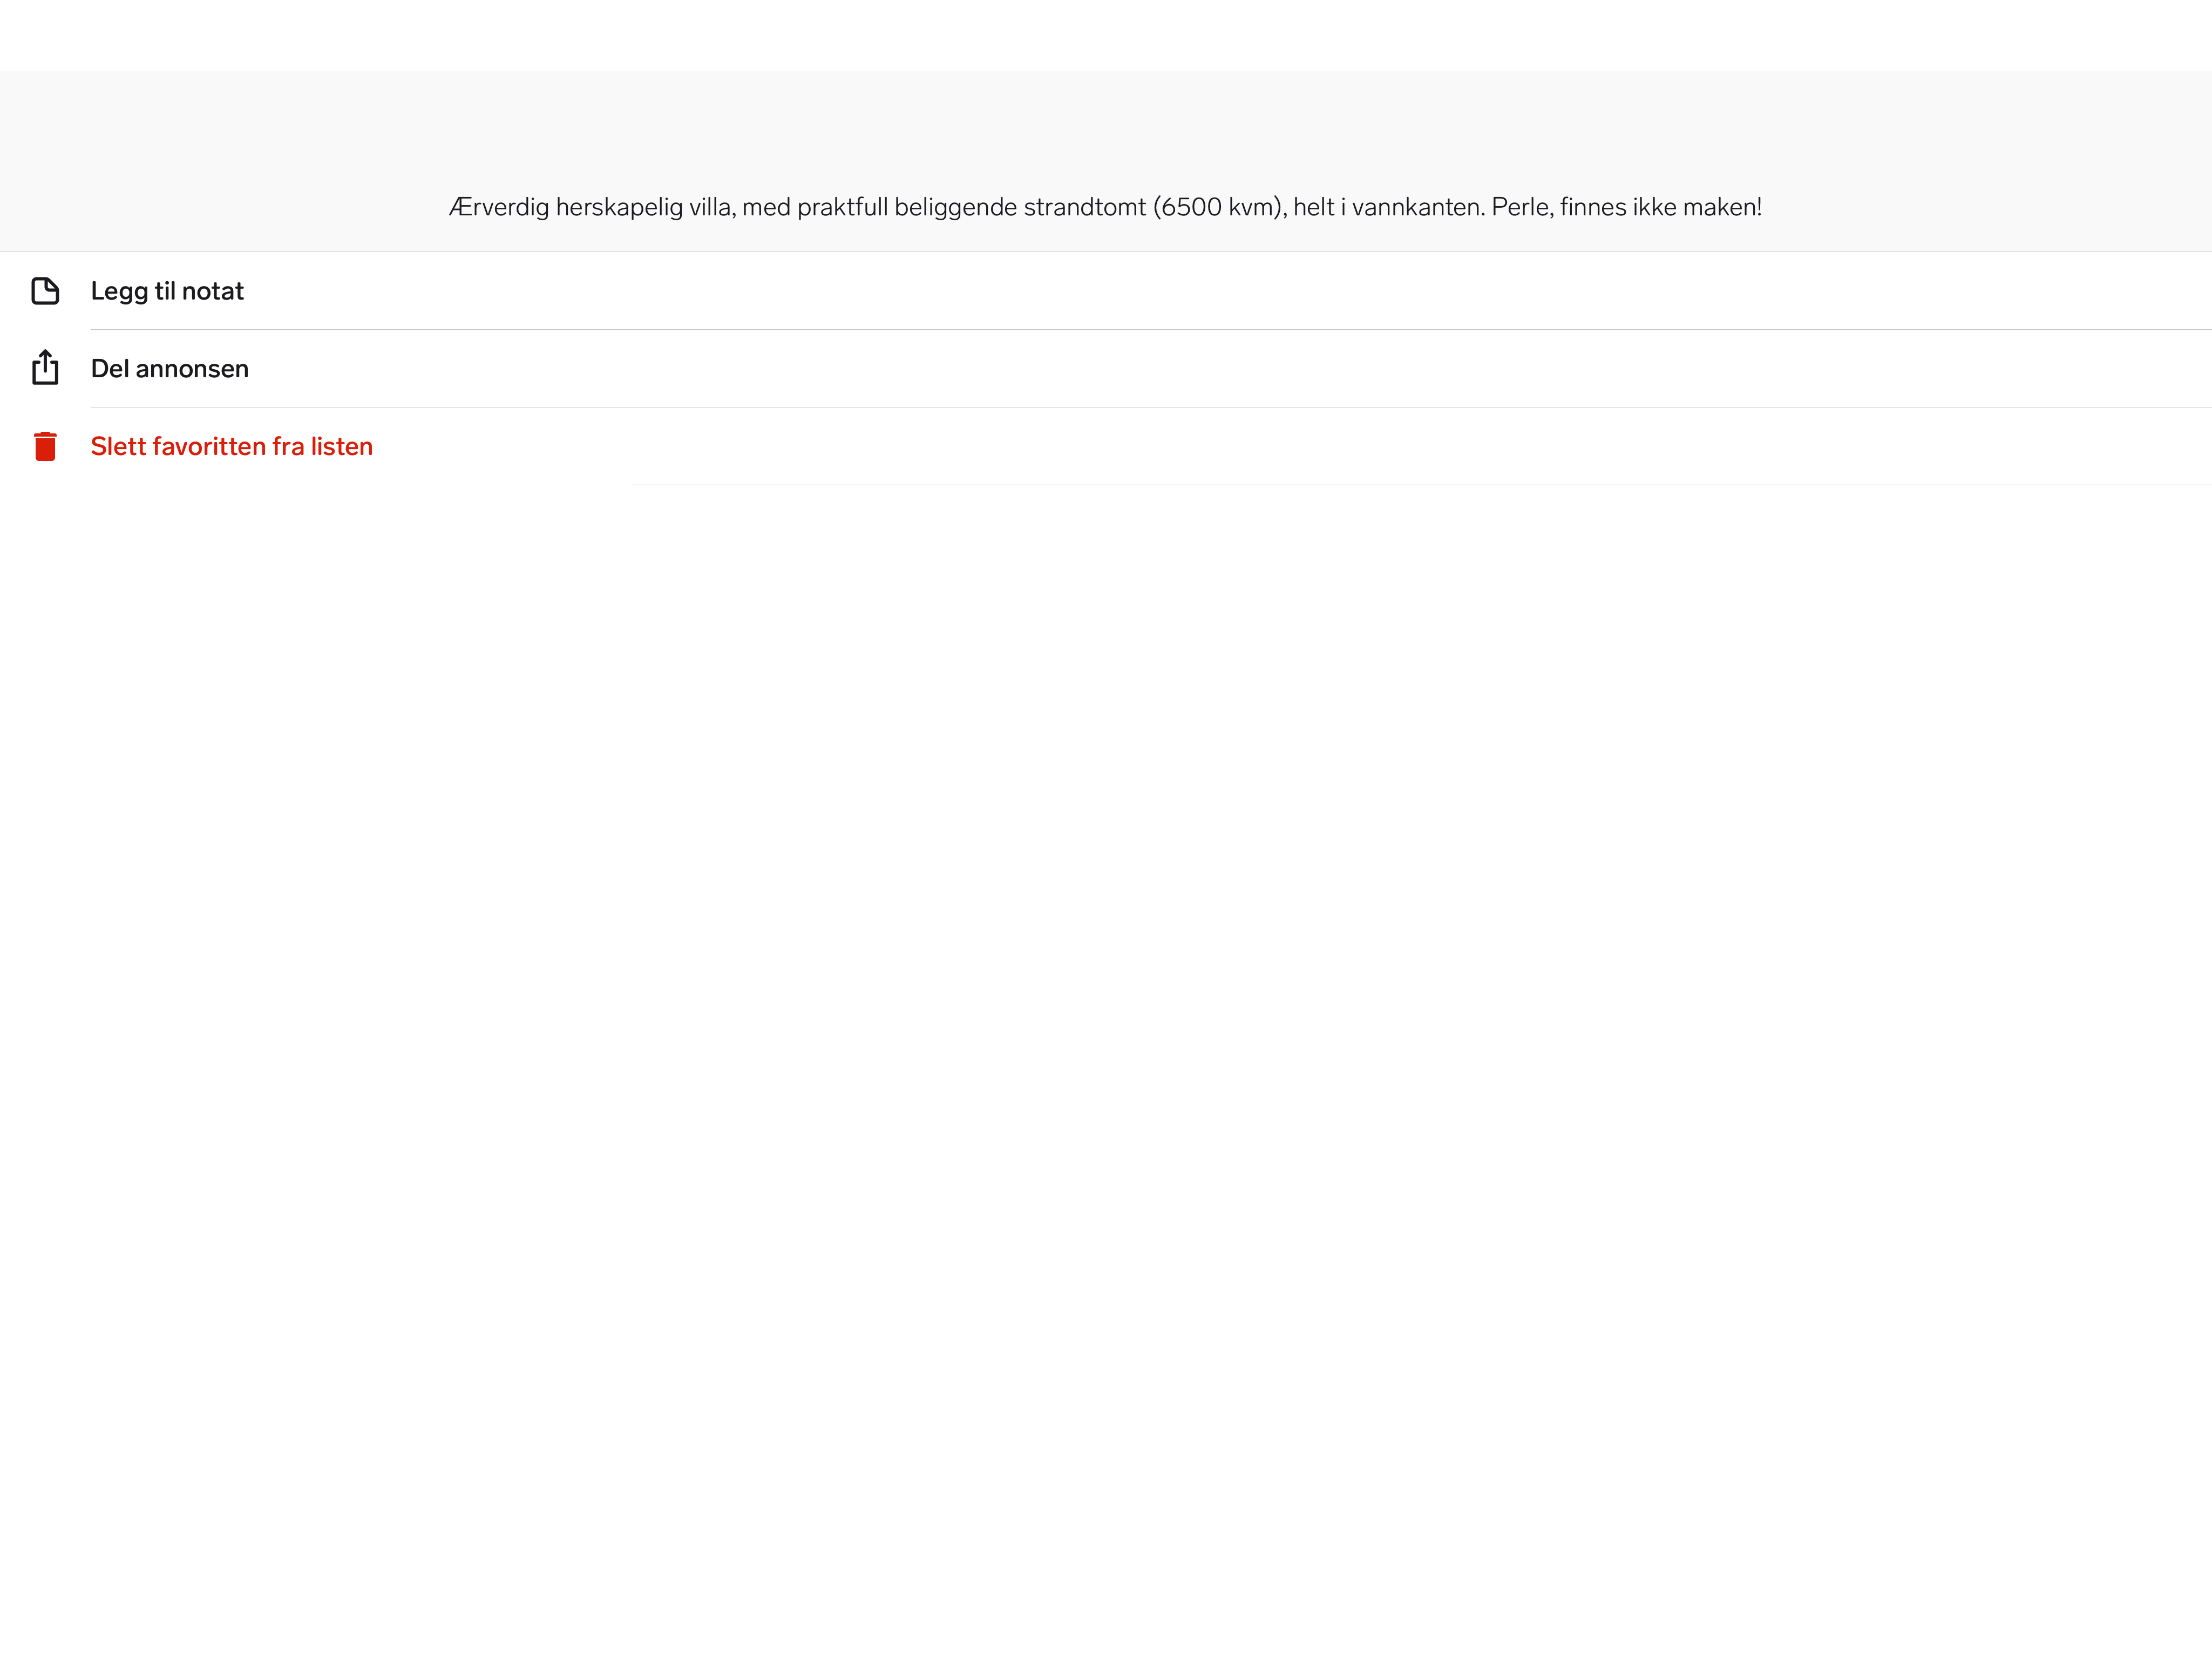 Ærverdig herskapelig villa, med praktfull beliggende strandtomt (6500 kvm), helt i vannkanten. Perle, finnes ikke maken!
Legg til notat
Del annonsen
Slett favoritten fra listen